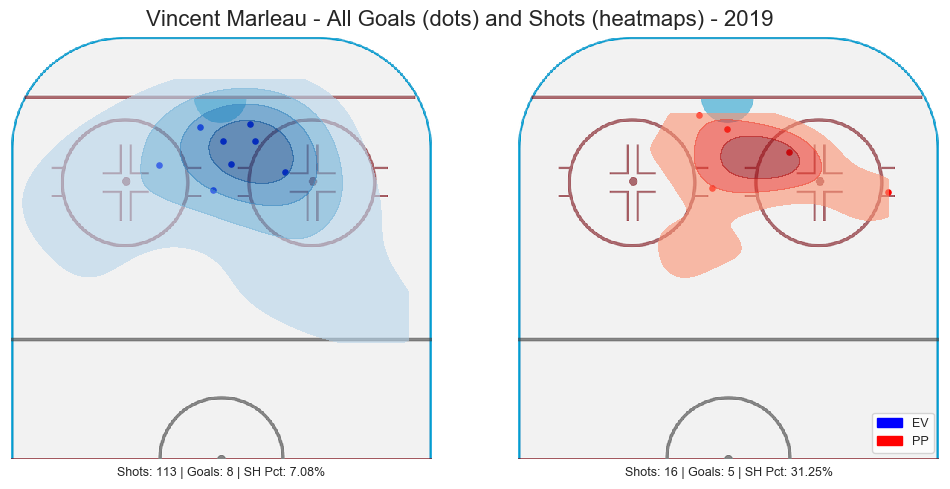 Vincent Marleau - All Goals (dots) and Shots (heatmaps) - 2019
EV
PP
Shots: 113 | Goals: 8 | SH Pct: 7.08%
Shots: 16 | Goals: 5 | SH Pct: 31.25%